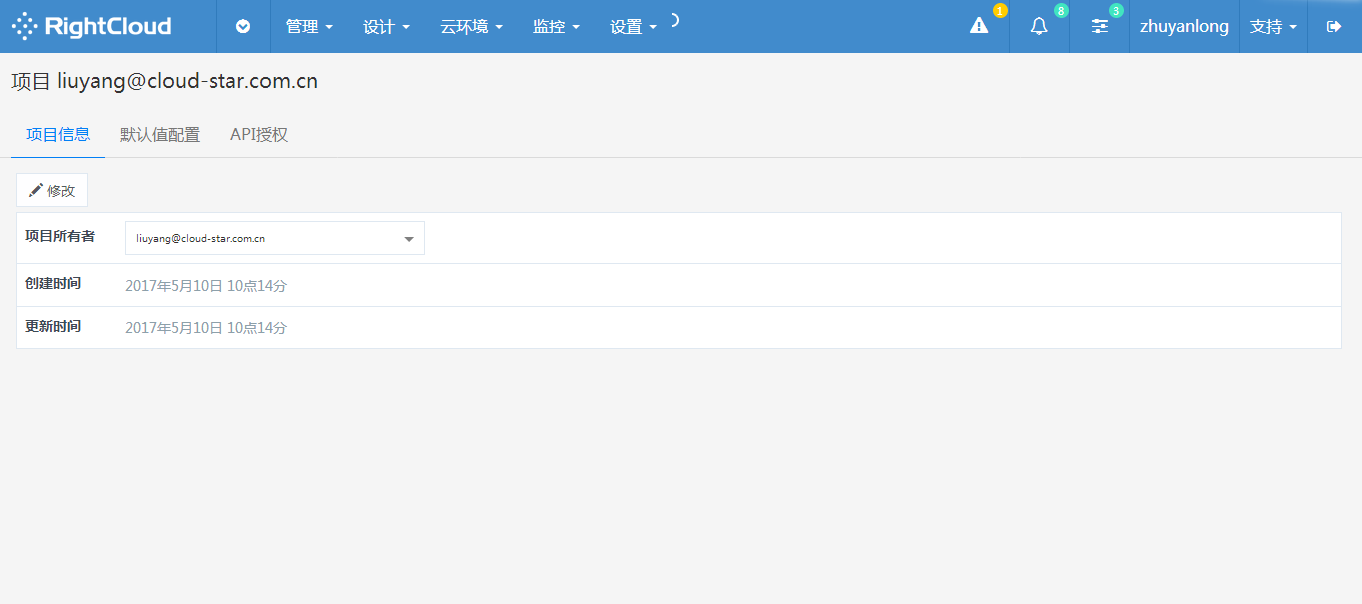 RightCloud 管理 设计 云环境 监控 设置 1 8 3 zhuyanlong 支持
项目 liuyang@cloud-star.com.cn
项目信息 默认值配置 API授权
修改
项目所有者 liuyang@cloud-star.com.cn
创建时间 2017年5月10日 10点14分
更新时间 2017年5月10日 10点14分